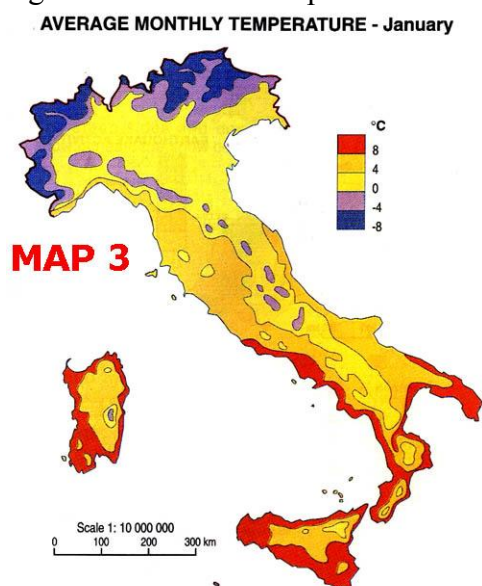 AVERAGE MONTHLY TEMPERATURE - January
°C
8
4
0
-4
-8
MAP 3
Scale 1: 10 000 000
0 100 200 300 km